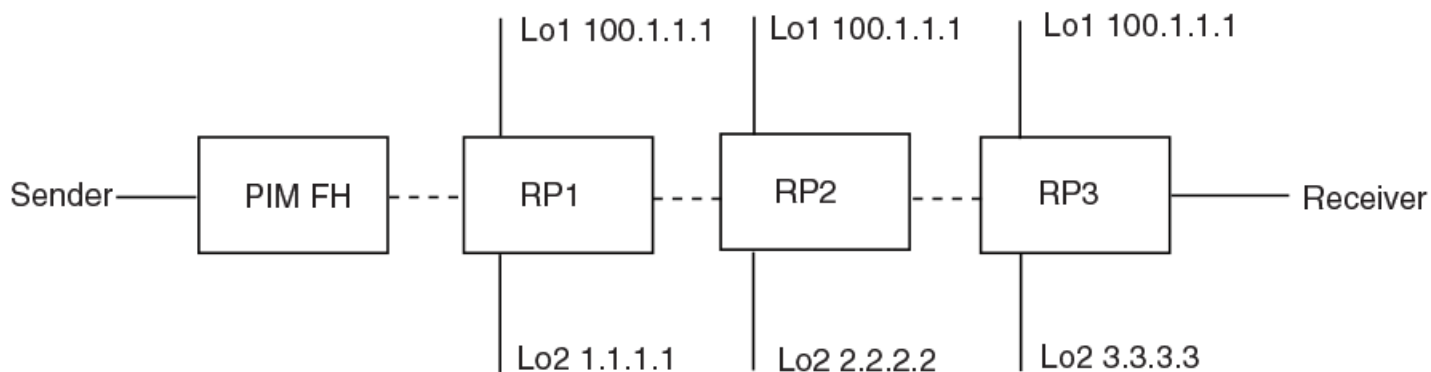 Lo1 100.1.1.1
Lo1 100.1.1.1
Lo1 100.1.1.1
Sender
PIM FH
RP1
RP2
RP3
Receiver
Lo2 1.1.1.1
Lo2 2.2.2.2
Lo2 3.3.3.3